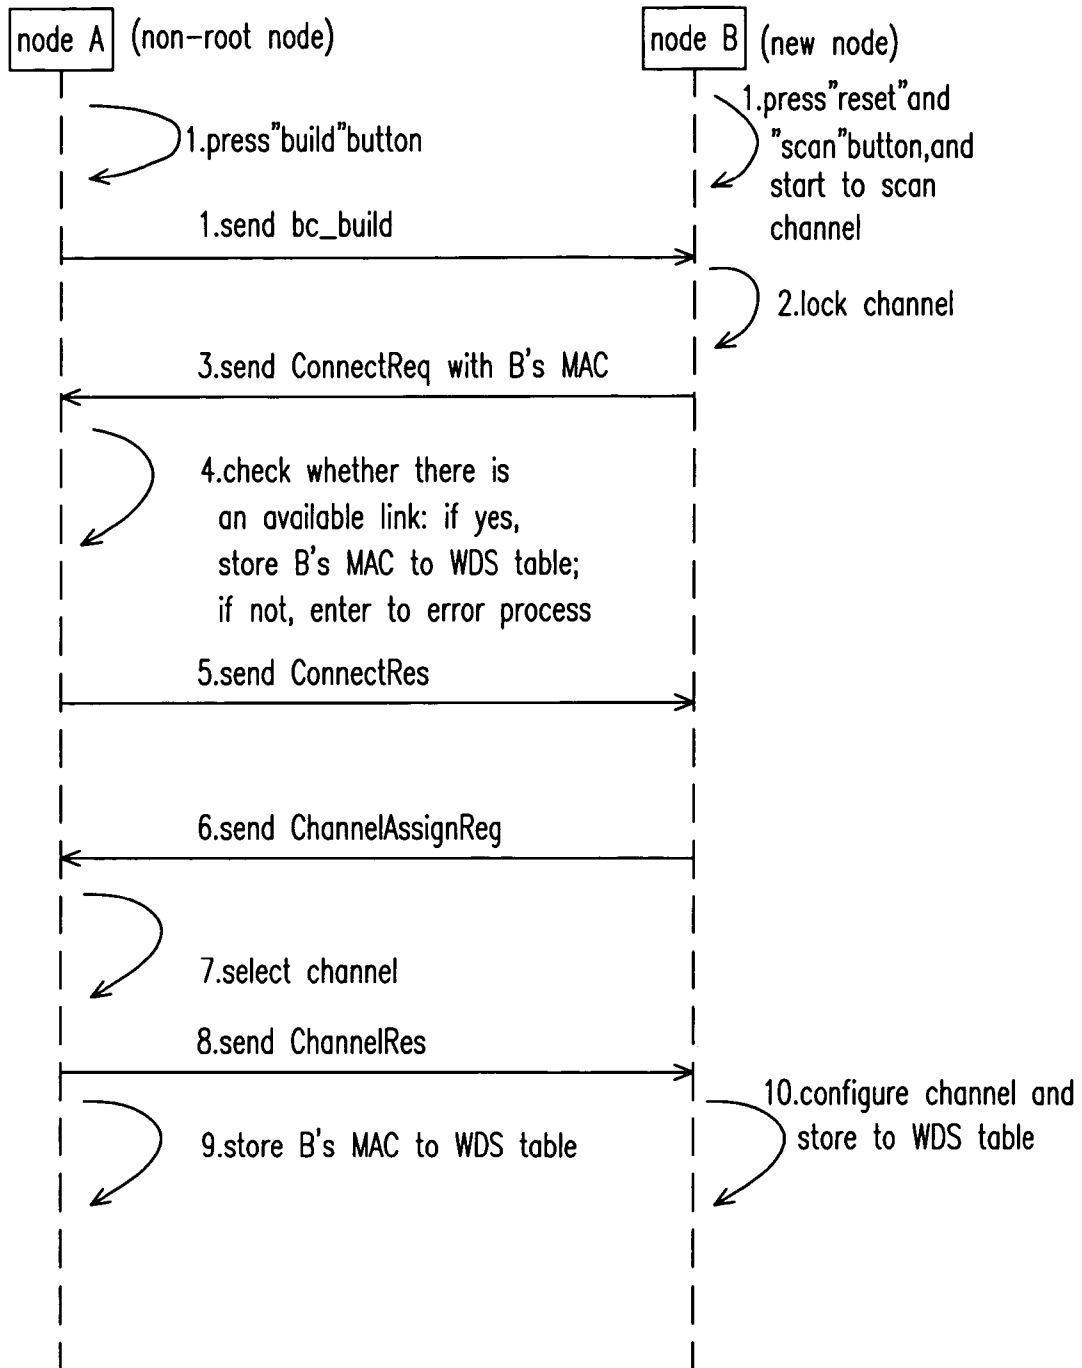 node A (non-root node)
node B (new node)
1.press"build"button
1.press"reset"and
"scan"button,and
start to scan
channel
1.send bc_build
2.lock channel
3.send ConnectReq with B's MAC
4.check whether there is
an available link: if yes,
store B's MAC to WDS table;
if not, enter to error process
5.send ConnectRes
6.send ChannelAssignReg
7.select channel
8.send ChannelRes
9.store B's MAC to WDS table
10.configure channel and
store to WDS table